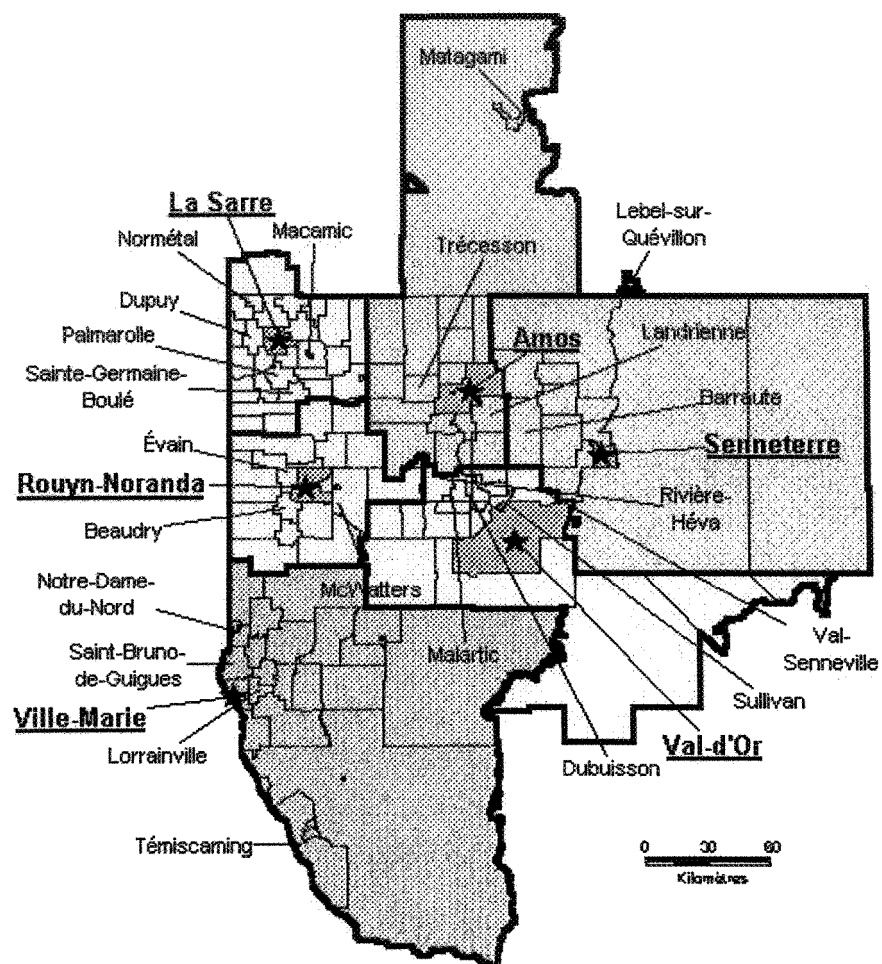 Matagami
La Sarre
Normétal
Macamic
Lebel-sur-
Quévillon
Trécesson
Dupuy
Palmarolle
Amos
Landrienne
Sainte-Germaine-
Boulé
Barraute
Évain
Senneterre
Rouyn-Noranda
Rivière-
Héva
Beaudry
Notre-Dame-
du-Nord
McWatters
Val-
Senneville
Saint-Bruno-
de-Guigues
Malartic
Sullivan
Ville-Marie
Val-d'Or
Lorrainville
Dubuisson
Témiscaming
0 30 60
Kilomètres